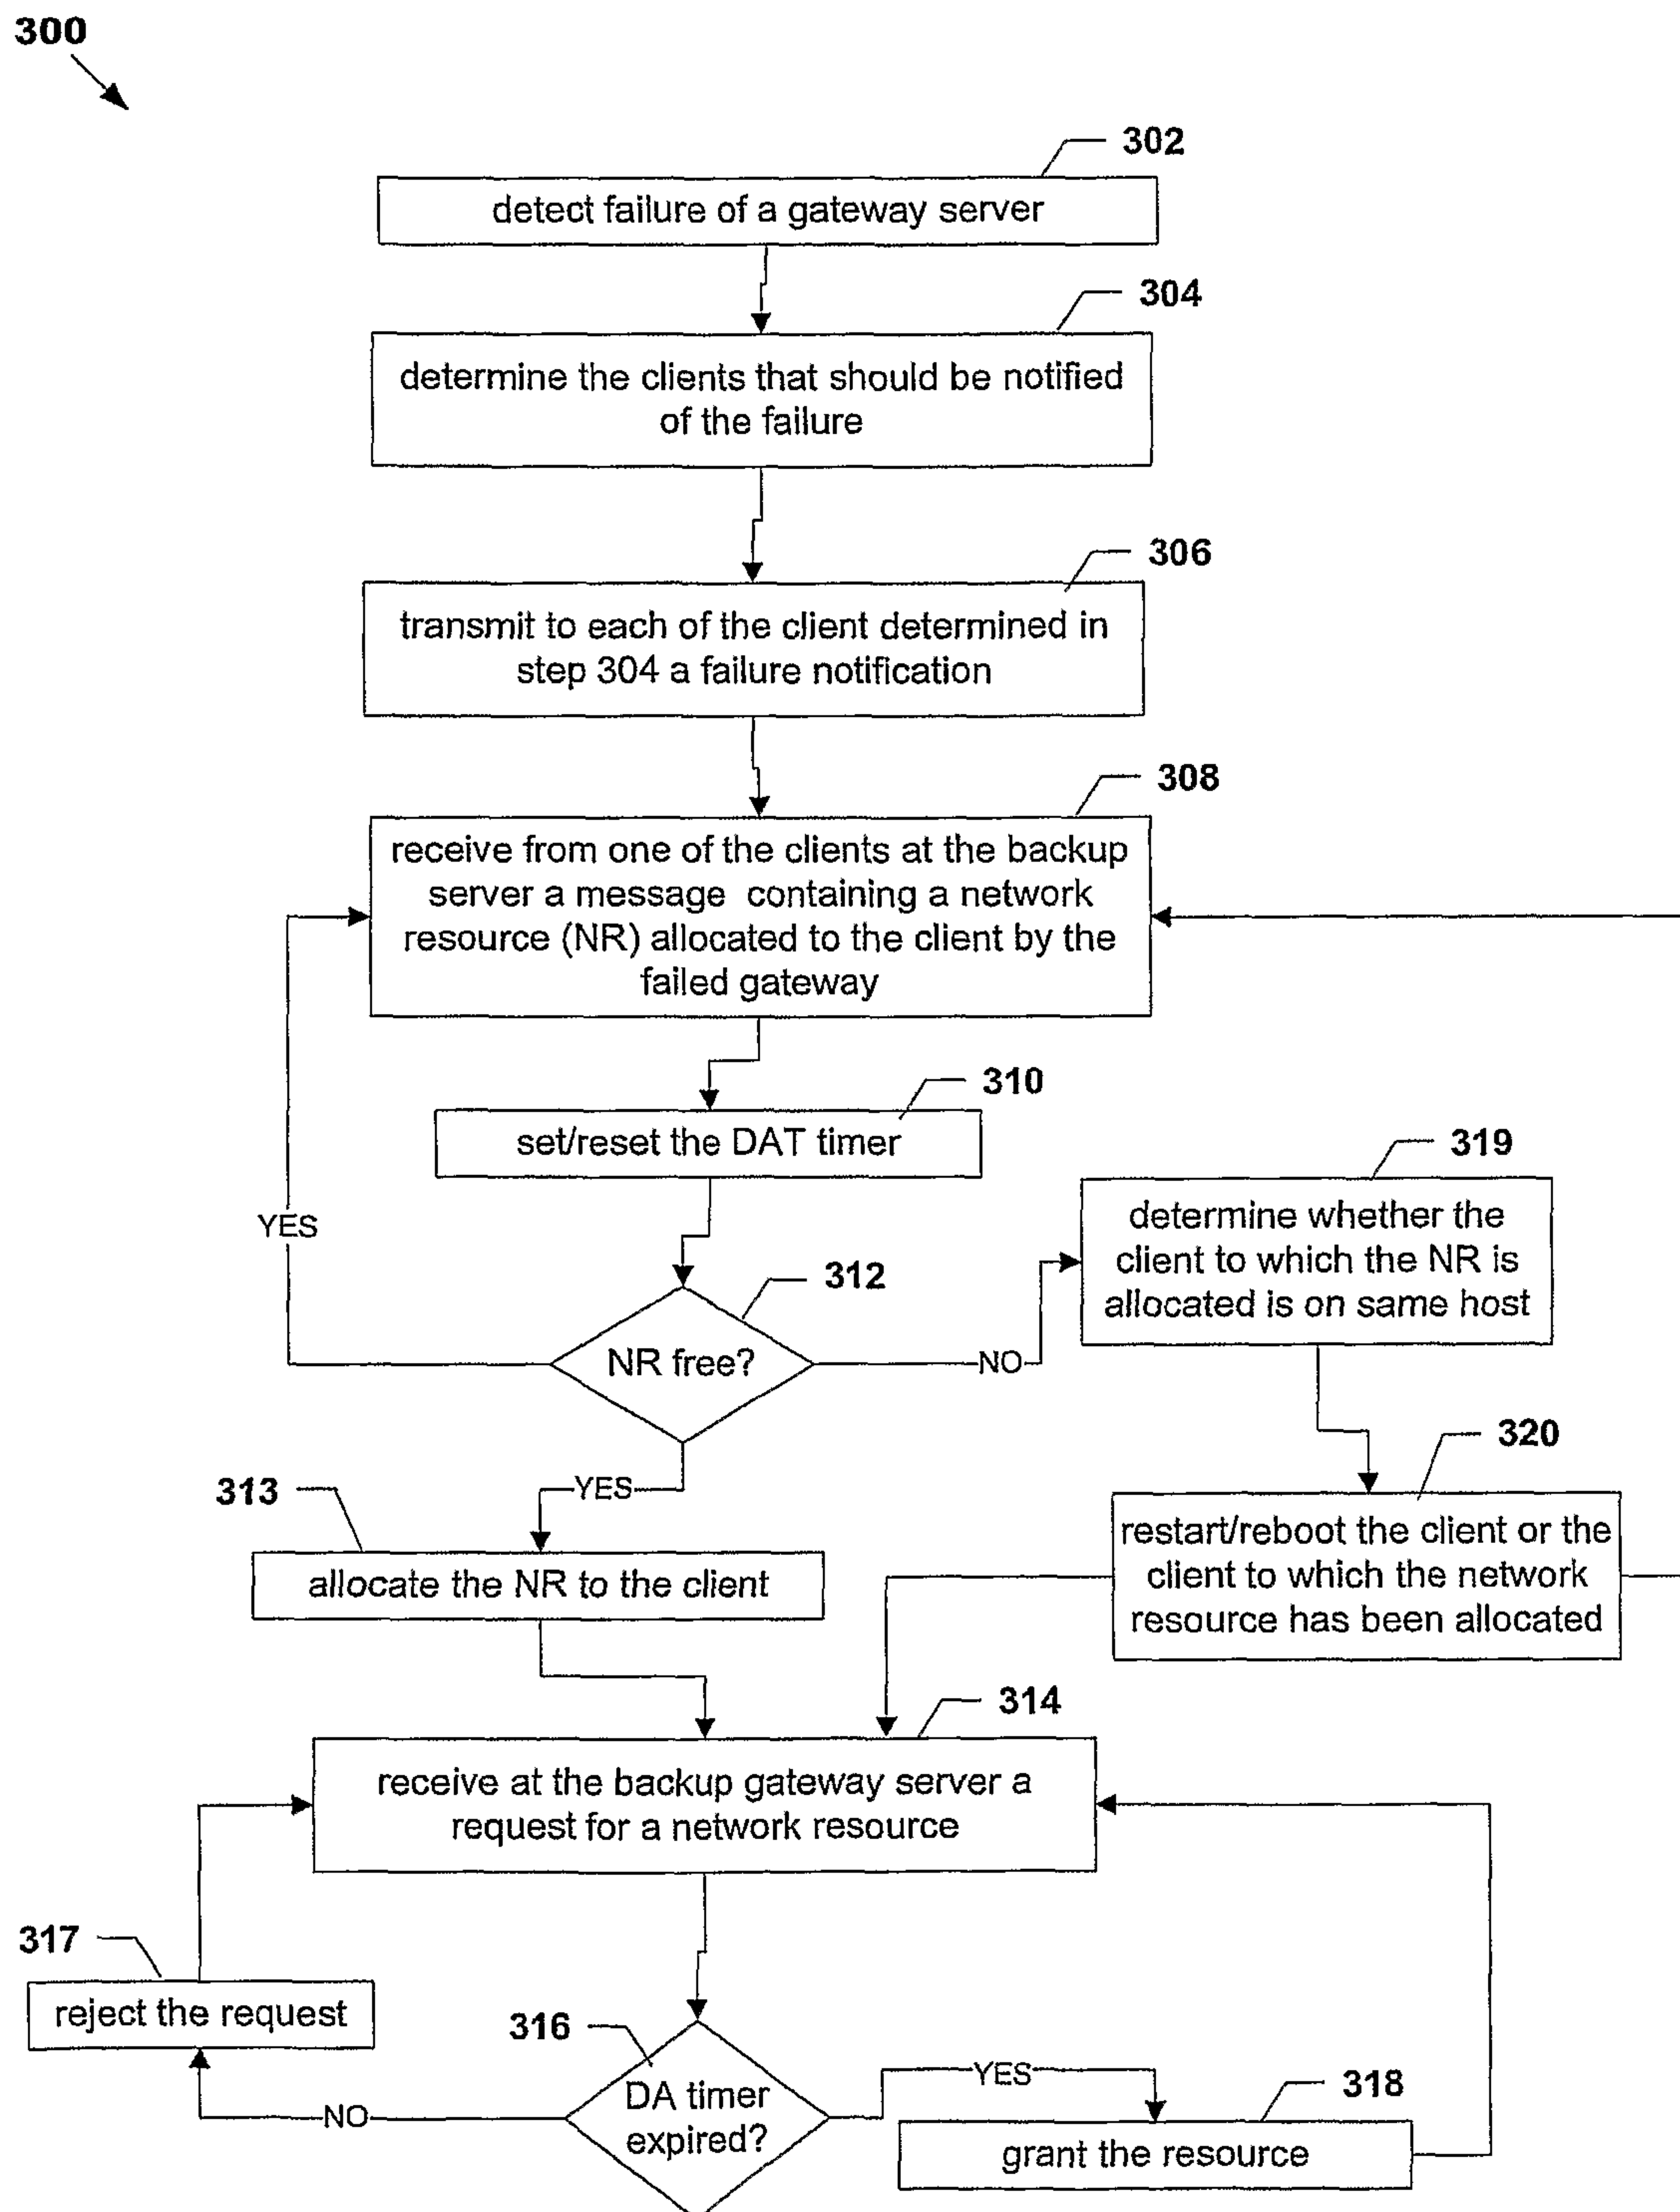 300
302
detect failure of a gateway server
304
determine the clients that should be notified
of the failure
306
transmit to each of the client determined in
step 304 a failure notification
308
receive from one of the clients at the backup
server a message containing a network
resource (NR) allocated to the client by the
failed gateway
310
set/reset the DAT timer
319
determine whether the
client to which the NR is
allocated is on same host
YES
312
NR free?
NO
320
restart/reboot the client or the
client to which the network
resource has been allocated
313
YES
allocate the NR to the client
314
receive at the backup gateway server a
request for a network resource
317
reject the request
316
DA timer
expired?
NO
YES
318
grant the resource